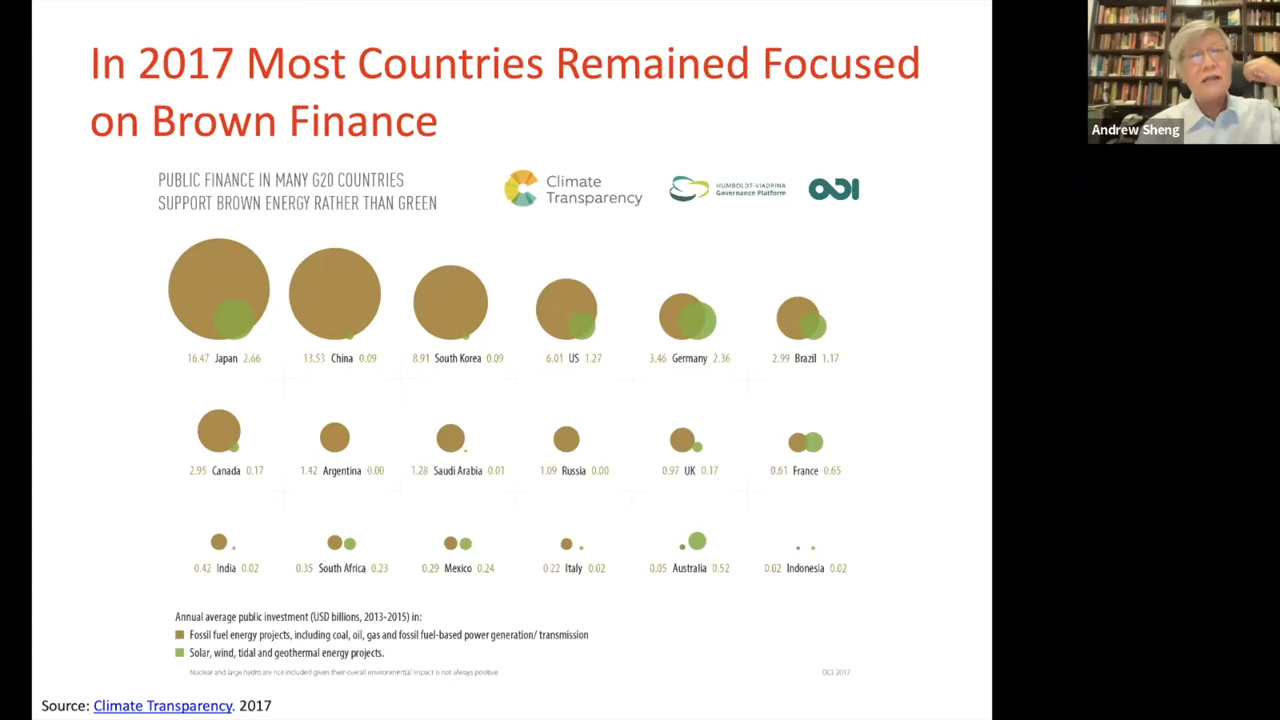 In 2017 Most Countries Remained Focused
on Brown Finance
Andrew Sheng
PUBLIC FINANCE IN MANY G20 COUNTRIES
SUPPORT BROWN ENERGY RATHER THAN GREEN
Climate
Transparency
HUMBOLDT-VIADRINA
Governance Platform
ODI
16.47 Japan 2.66
13.53 China 0.09
8.91 South Korea 0.09
6.01 US 1.27
3.46 Germany 2.36
2.99 Brazil 1.17
2.95 Canada 0.17
1.42 Argentina 0.00
1.28 Saudi Arabia 0.01
1.09 Russia 0.00
0.97 UK 0.17
0.61 France 0.65
0.42 India 0.02
0.35 South Africa 0.23
0.29 Mexico 0.24
0.22 Italy 0.02
0.05 Australia 0.52
0.02 Indonesia 0.02
Annual average public investment (USD billions, 2013-2015) in:
Fossil fuel energy projects, including coal, oil, gas and fossil fuel-based power generation/ transmission
Solar, wind, tidal and geothermal energy projects.
Nuclear and large hydro are not included given their overall environmental impact is not always positive.
OCI, 2017
Source: Climate Transparency. 2017